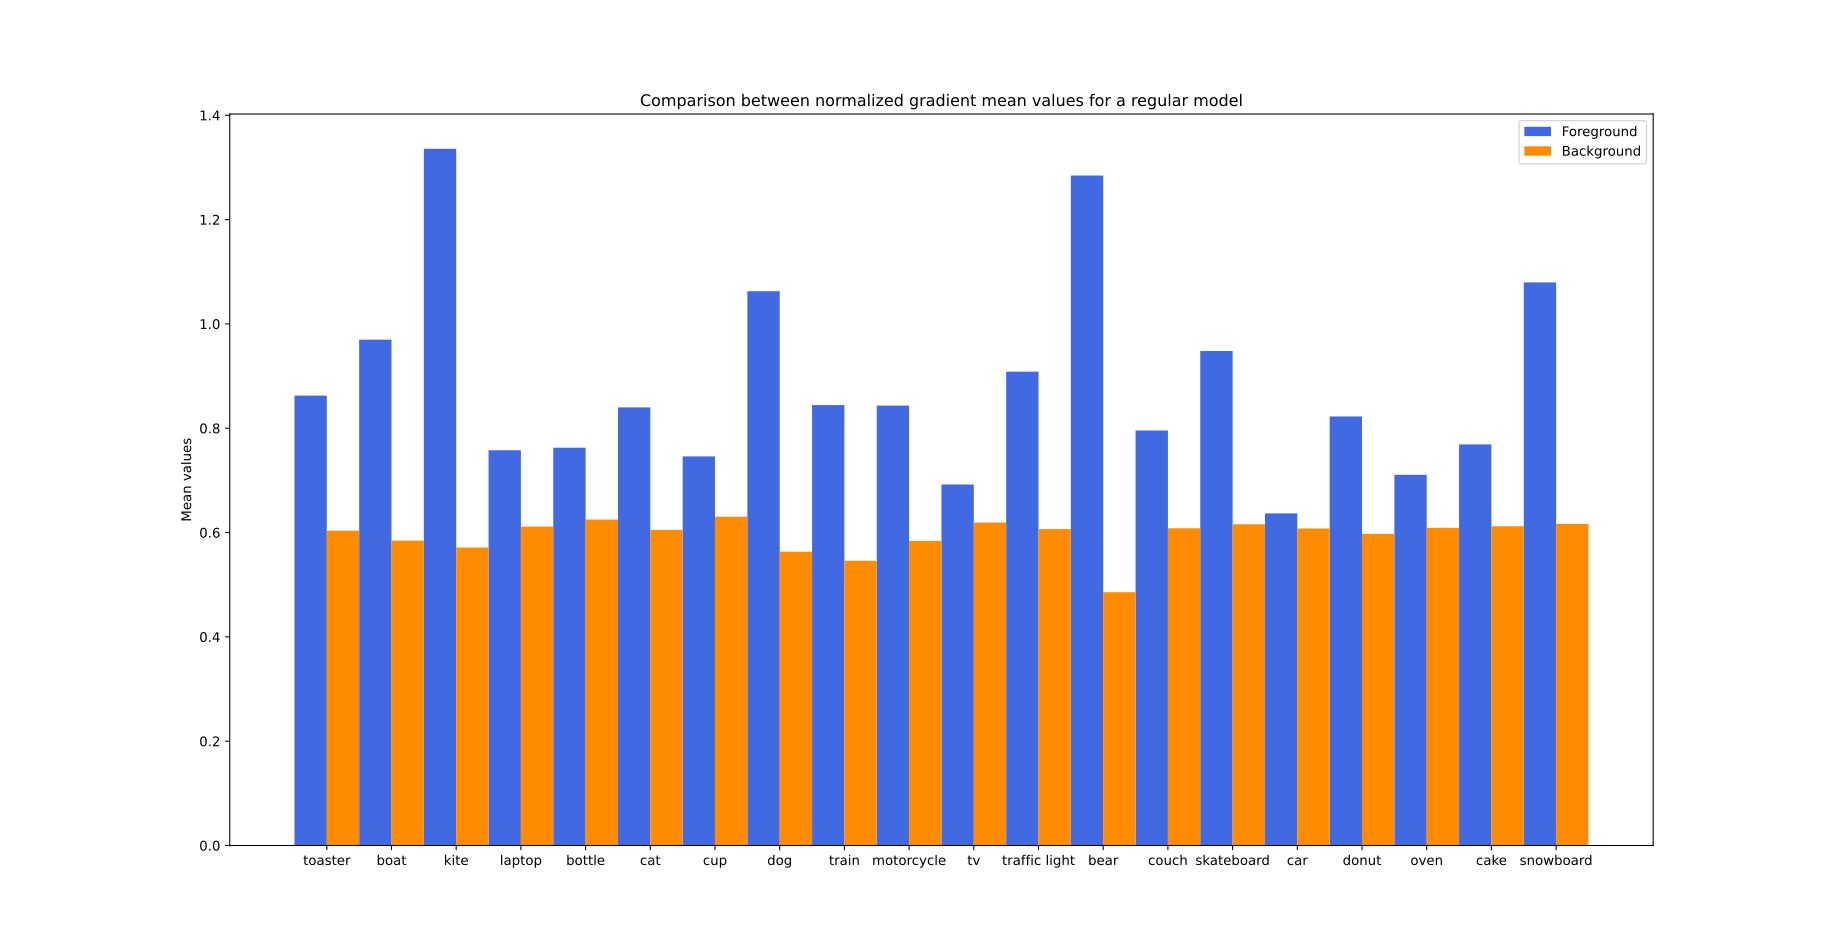 Comparison between normalized gradient mean values for a regular model
1.4
1.2
1.0
0.8
0.6
0.4
0.2
0.0
Mean values
Foreground
Background
toaster boat kite laptop bottle cat cup dog train motorcycle tv traffic light bear couch skateboard car donut oven cake snowboard